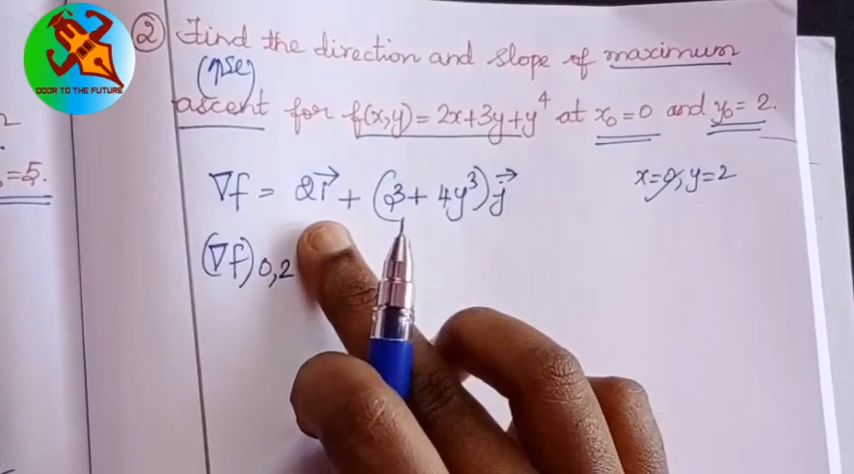 DOOR TO THE FUTURE
② Find the direction and slope of maximum
(rise)
ascent for f(x,y) = 2x+3y+y⁴ at x₀=0 and y₀=2.
5.
∇f = 2i⃗ + (3+4y³)j⃗
x=0, y=2
(∇f)0,2